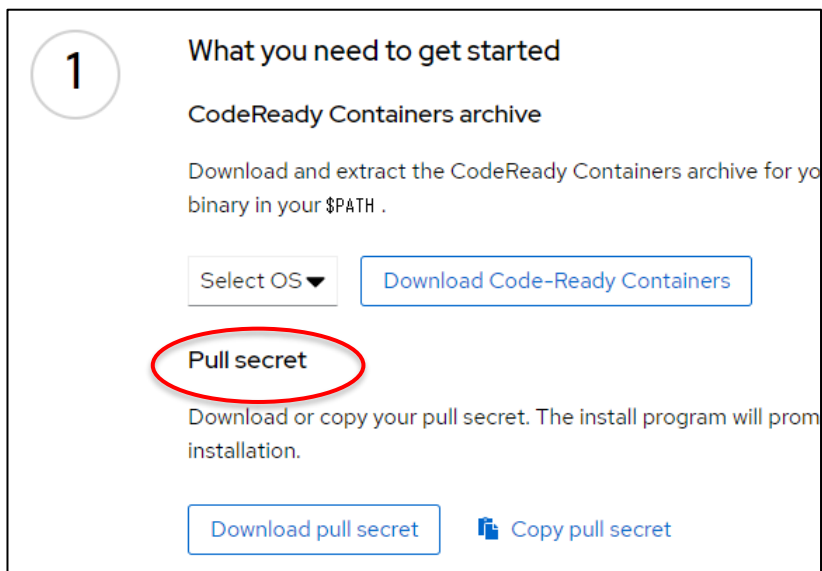 1
What you need to get started
CodeReady Containers archive
Download and extract the CodeReady Containers archive for yo
binary in your $PATH .
Select OS
Download Code-Ready Containers
Pull secret
Download or copy your pull secret. The install program will prom
installation.
Download pull secret
Copy pull secret